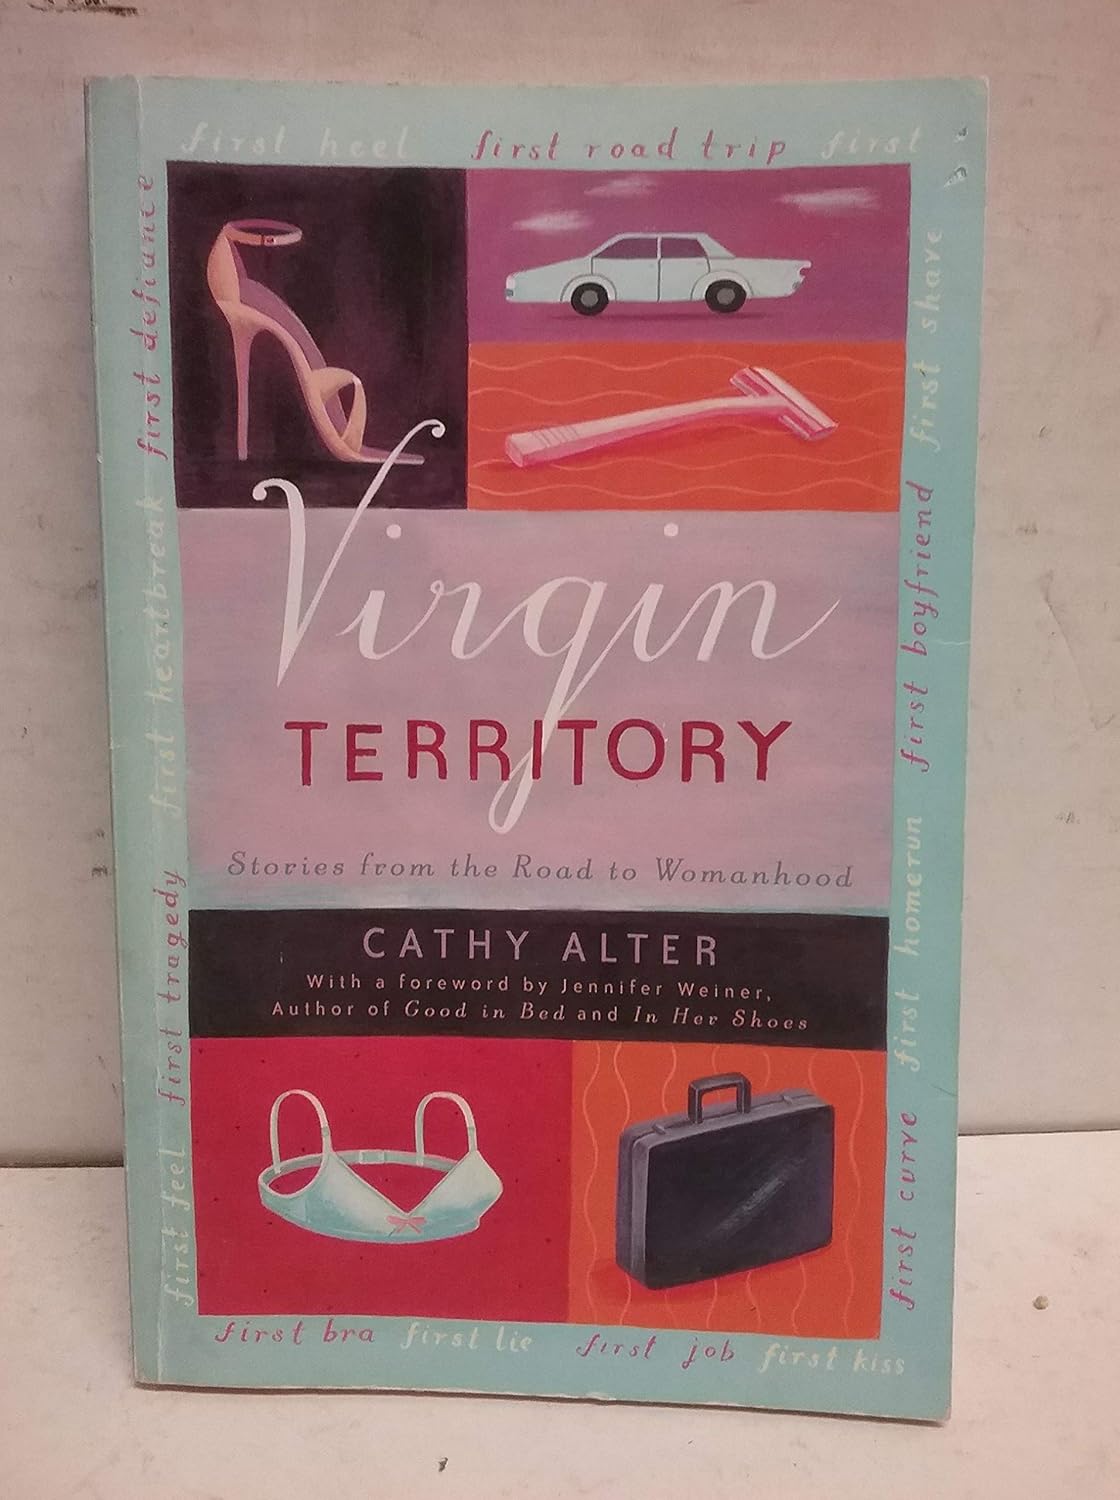 first heel first road trip first
Virgin
TERRITORY
Stories from the Road to Womanhood
CATHY ALTER
With a foreword by Jennifer Weiner,
Author of Good in Bed and In Her Shoes
first defiance
first heartbreak
first tragedy
first feel
first shave
first boyfriend
first homerun
first curve
first bra first lie first job first kiss